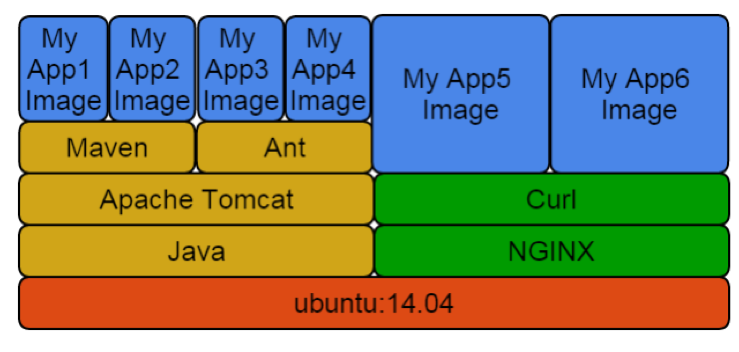 My
App1
Image
My
App2
Image
My
App3
Image
My
App4
Image
My App5
Image
My App6
Image
Maven
Ant
Apache Tomcat
Curl
Java
NGINX
ubuntu:14.04